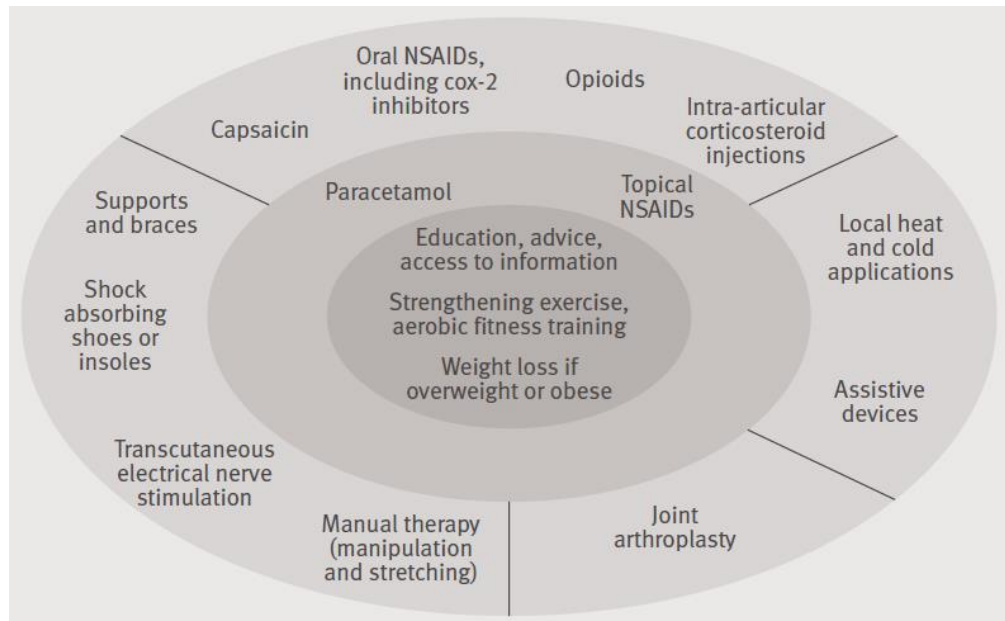 Oral NSAIDs,
including cox-2
inhibitors
Opioids
Capsaicin
Intra-articular
corticosteroid
injections
Paracetamol
Topical
NSAIDs
Supports
and braces
Education, advice,
access to information
Local heat
and cold
applications
Shock
absorbing
shoes or
insoles
Strengthening exercise,
aerobic fitness training
Weight loss if
overweight or obese
Assistive
devices
Transcutaneous
electrical nerve
stimulation
Manual therapy
(manipulation
and stretching)
Joint
arthroplasty